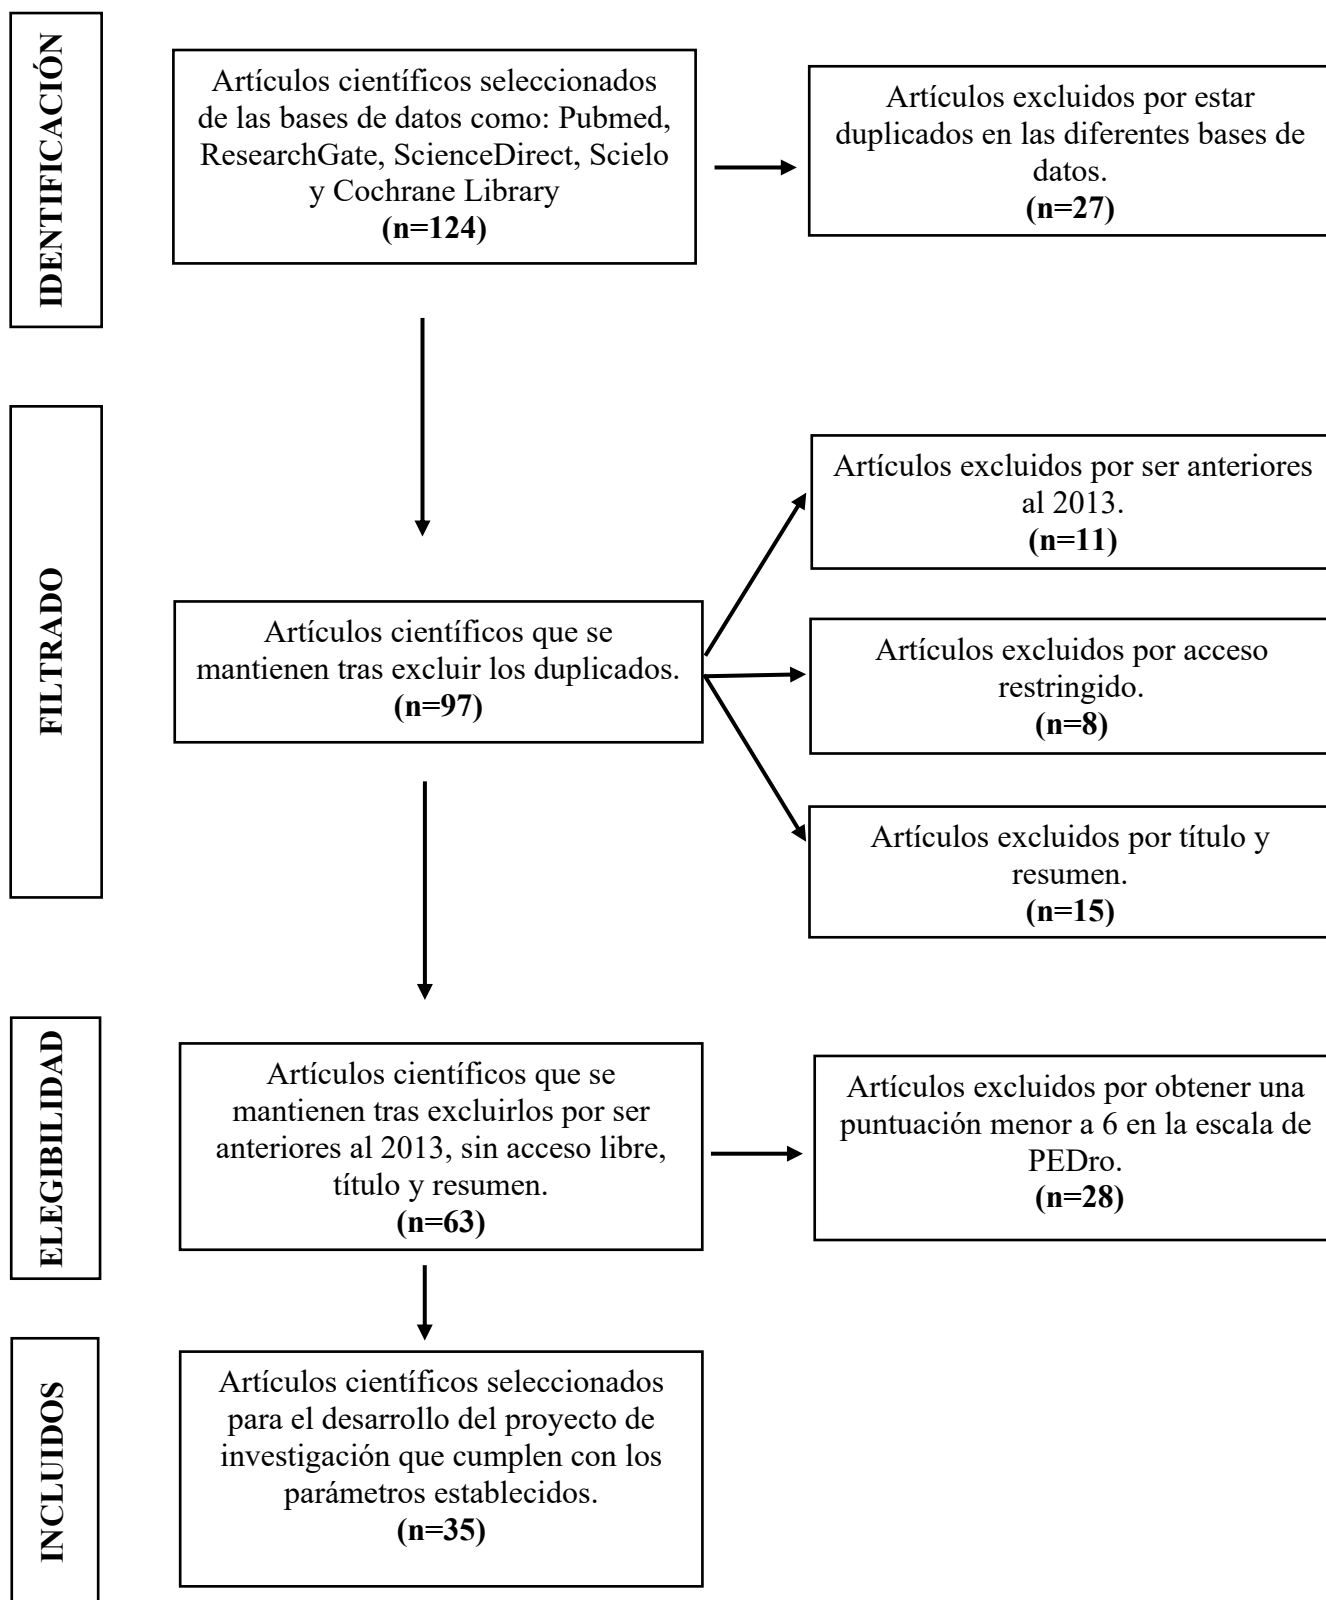 IDENTIFICACIÓN
Artículos científicos seleccionados
de las bases de datos como: Pubmed,
ResearchGate, ScienceDirect, Scielo
y Cochrane Library
(n=124)
Artículos excluidos por estar
duplicados en las diferentes bases de
datos.
(n=27)
FILTRADO
Artículos científicos que se
mantienen tras excluir los duplicados.
(n=97)
Artículos excluidos por ser anteriores
al 2013.
(n=11)
Artículos excluidos por acceso
restringido.
(n=8)
Artículos excluidos por título y
resumen.
(n=15)
ELEGIBILIDAD
Artículos científicos que se
mantienen tras excluirlos por ser
anteriores al 2013, sin acceso libre,
título y resumen.
(n=63)
Artículos excluidos por obtener una
puntuación menor a 6 en la escala de
PEDro.
(n=28)
INCLUIDOS
Artículos científicos seleccionados
para el desarrollo del proyecto de
investigación que cumplen con los
parámetros establecidos.
(n=35)